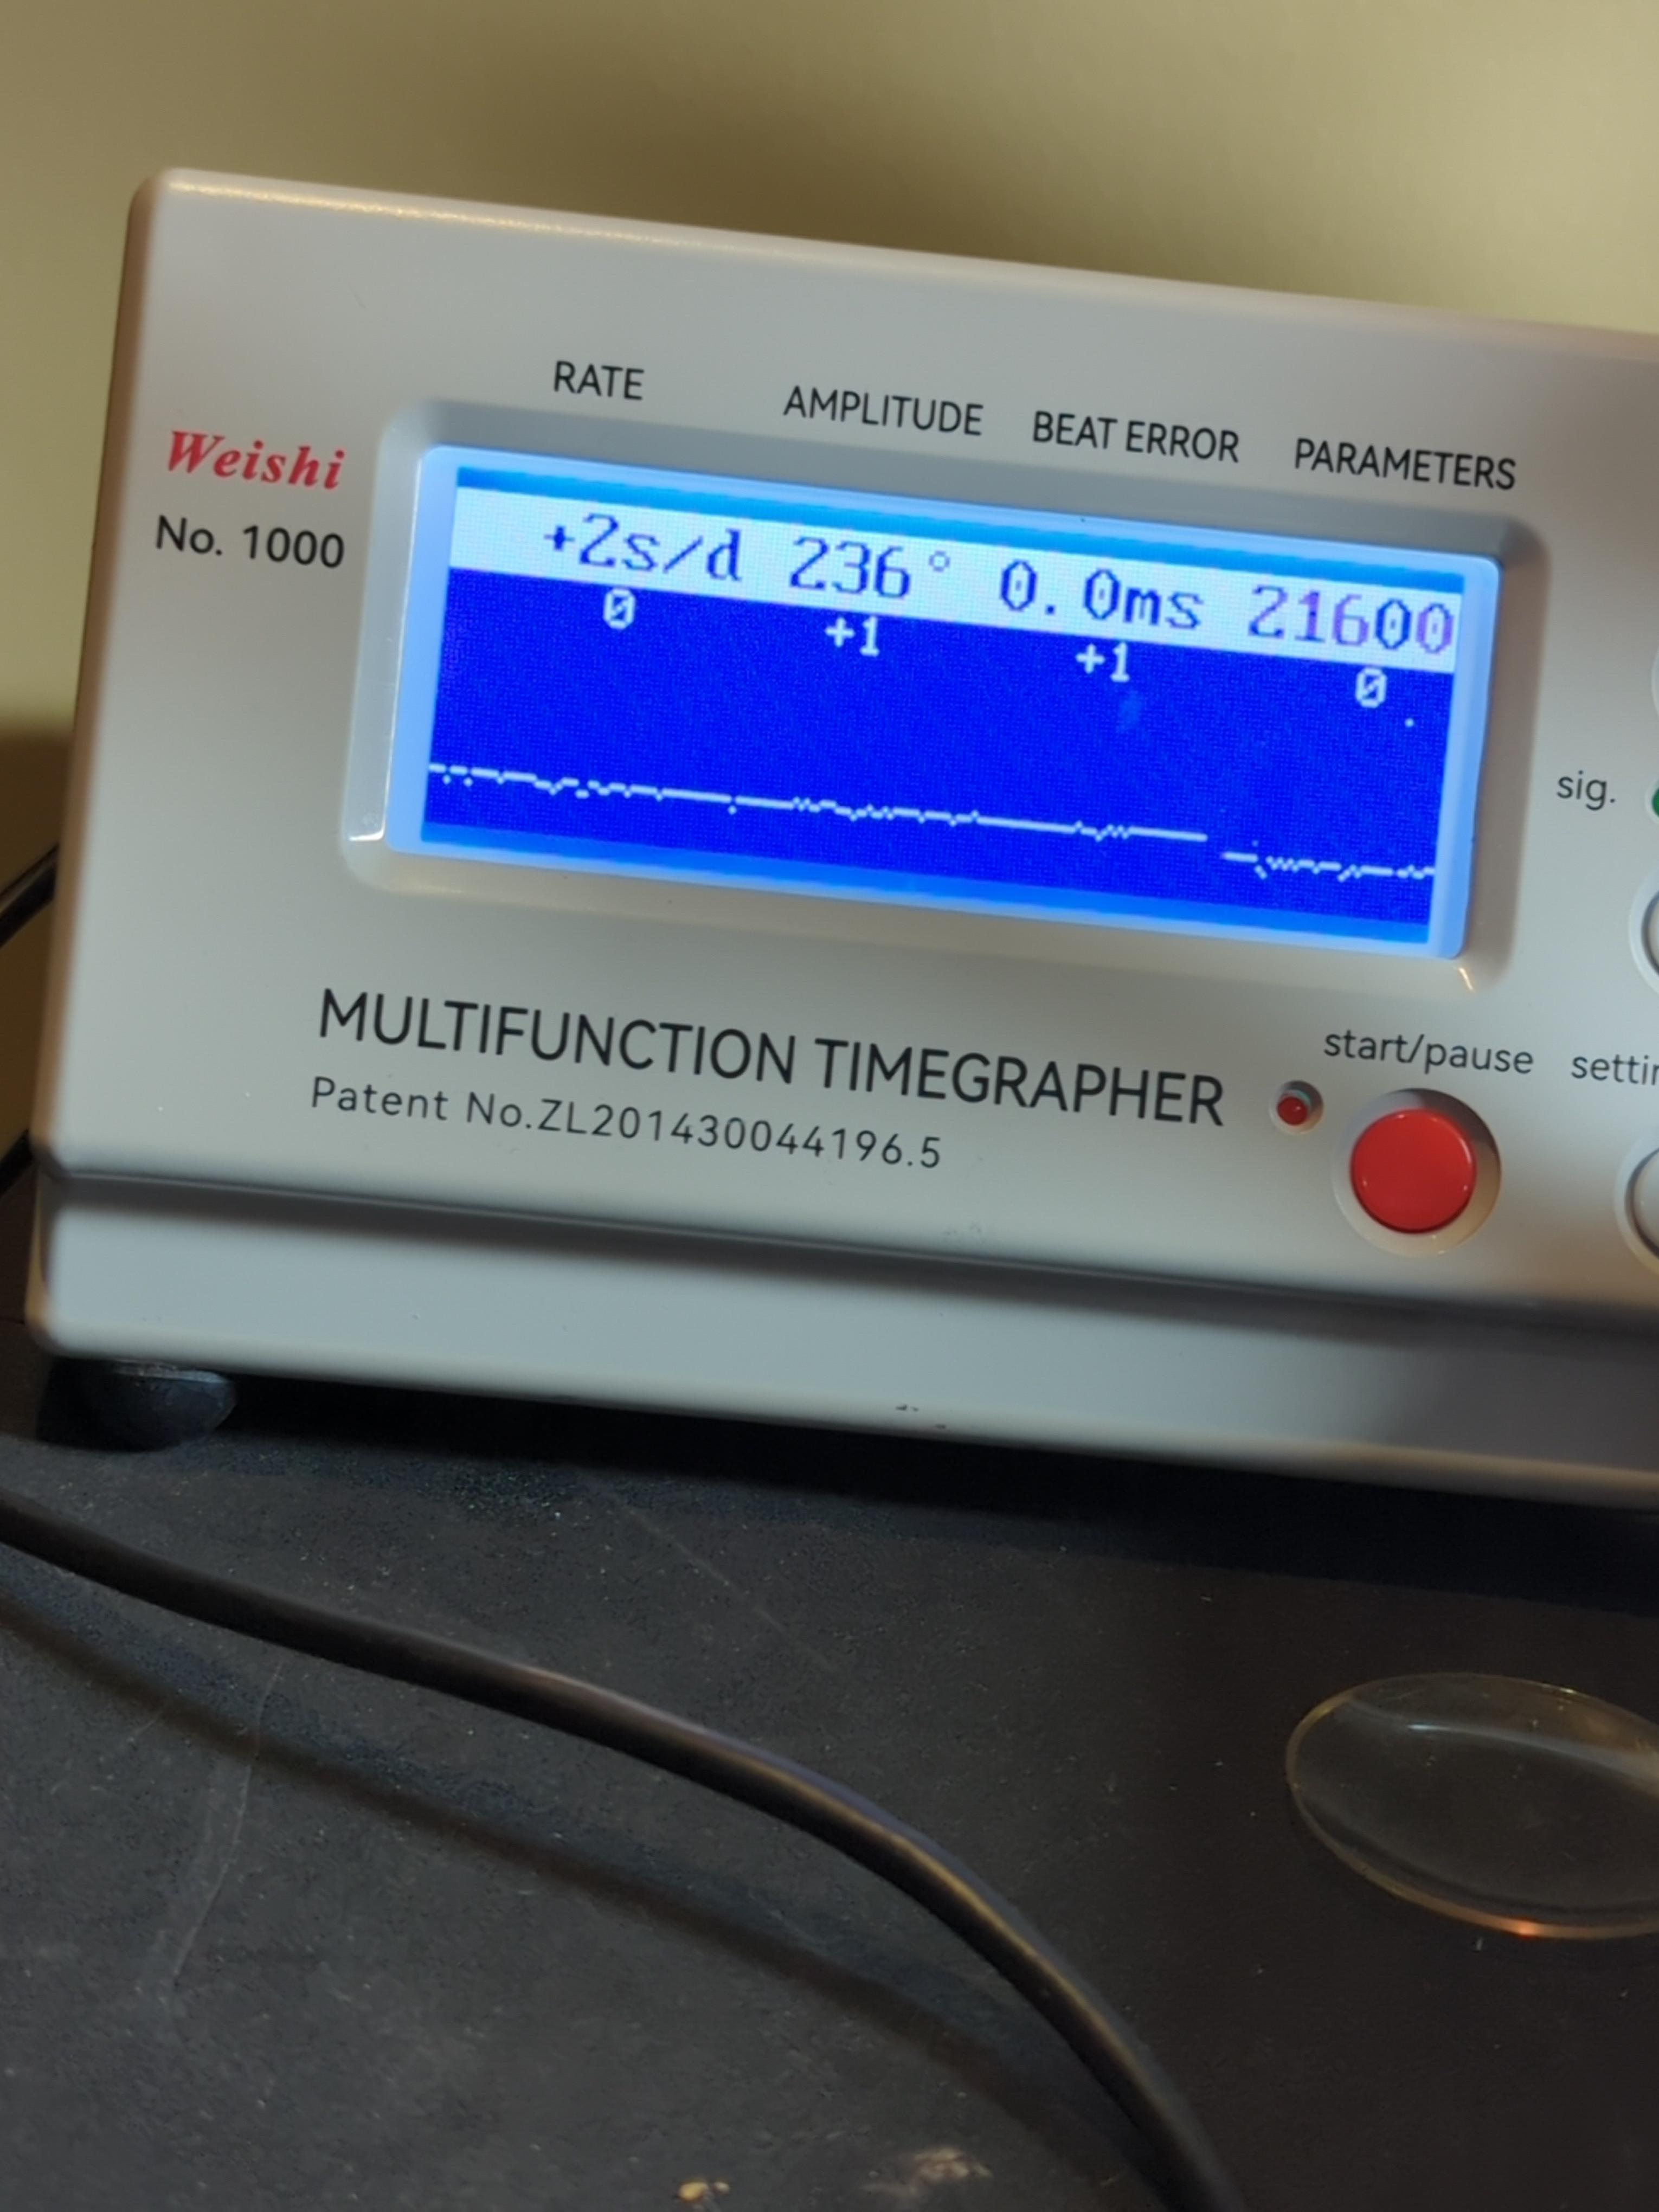 RATE AMPLITUDE BEAT ERROR PARAMETERS
Weishi
No. 1000
+2s/d 236° 0.0ms 21600
0 +1 +1 0
sig.
MULTIFUNCTION TIMEGRAPHER
Patent No.ZL201430044196.5
start/pause